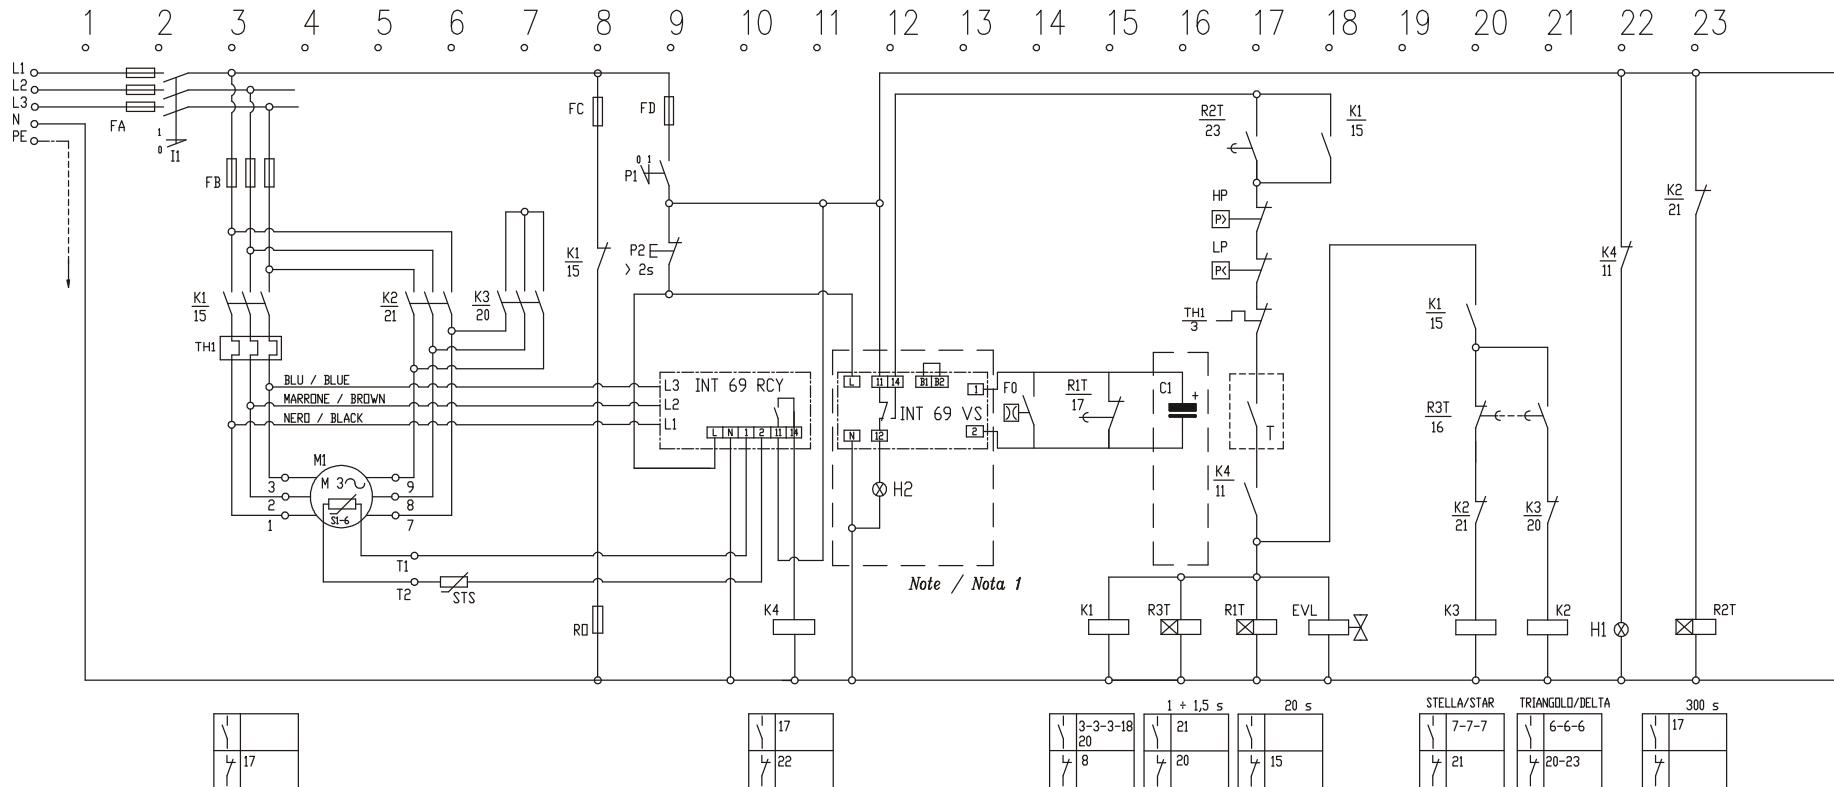 1 2 3 4 5 6 7 8 9 10 11 12 13 14 15 16 17 18 19 20 21 22 23
L1
L2
L3
N
PE
FA
1
0
I1
FB
FC
FD
0 1
P1
P2
> 2s
K1
15
R2T
23
K1
15
HP
P>
LP
P<
TH1
3
K2
21
K4
11
K1
15
K2
21
K3
20
TH1
BLU / BLUE
MARRONE / BROWN
NERO / BLACK
L3
L2
L1
INT 69 RCY
L N 1 2 11 14
L 11 14 B1 B2
1
INT 69 VS
2
N 12
H2
F0
R1T
17
C1
+
T
K1
15
R3T
16
K4
11
K2
21
K3
20
M1
M 3
S1-6
3
2
1
9
8
7
T1
T2
STS
R0
K4
Note / Nota 1
K1
R3T
R1T
EVL
K3
K2
H1
R2T
1 ÷ 1,5 s
20 s
STELLA/STAR
TRIANGOLO/DELTA
300 s
17
17
22
3-3-3-18
20
8
21
20
15
7-7-7
21
6-6-6
20-23
17